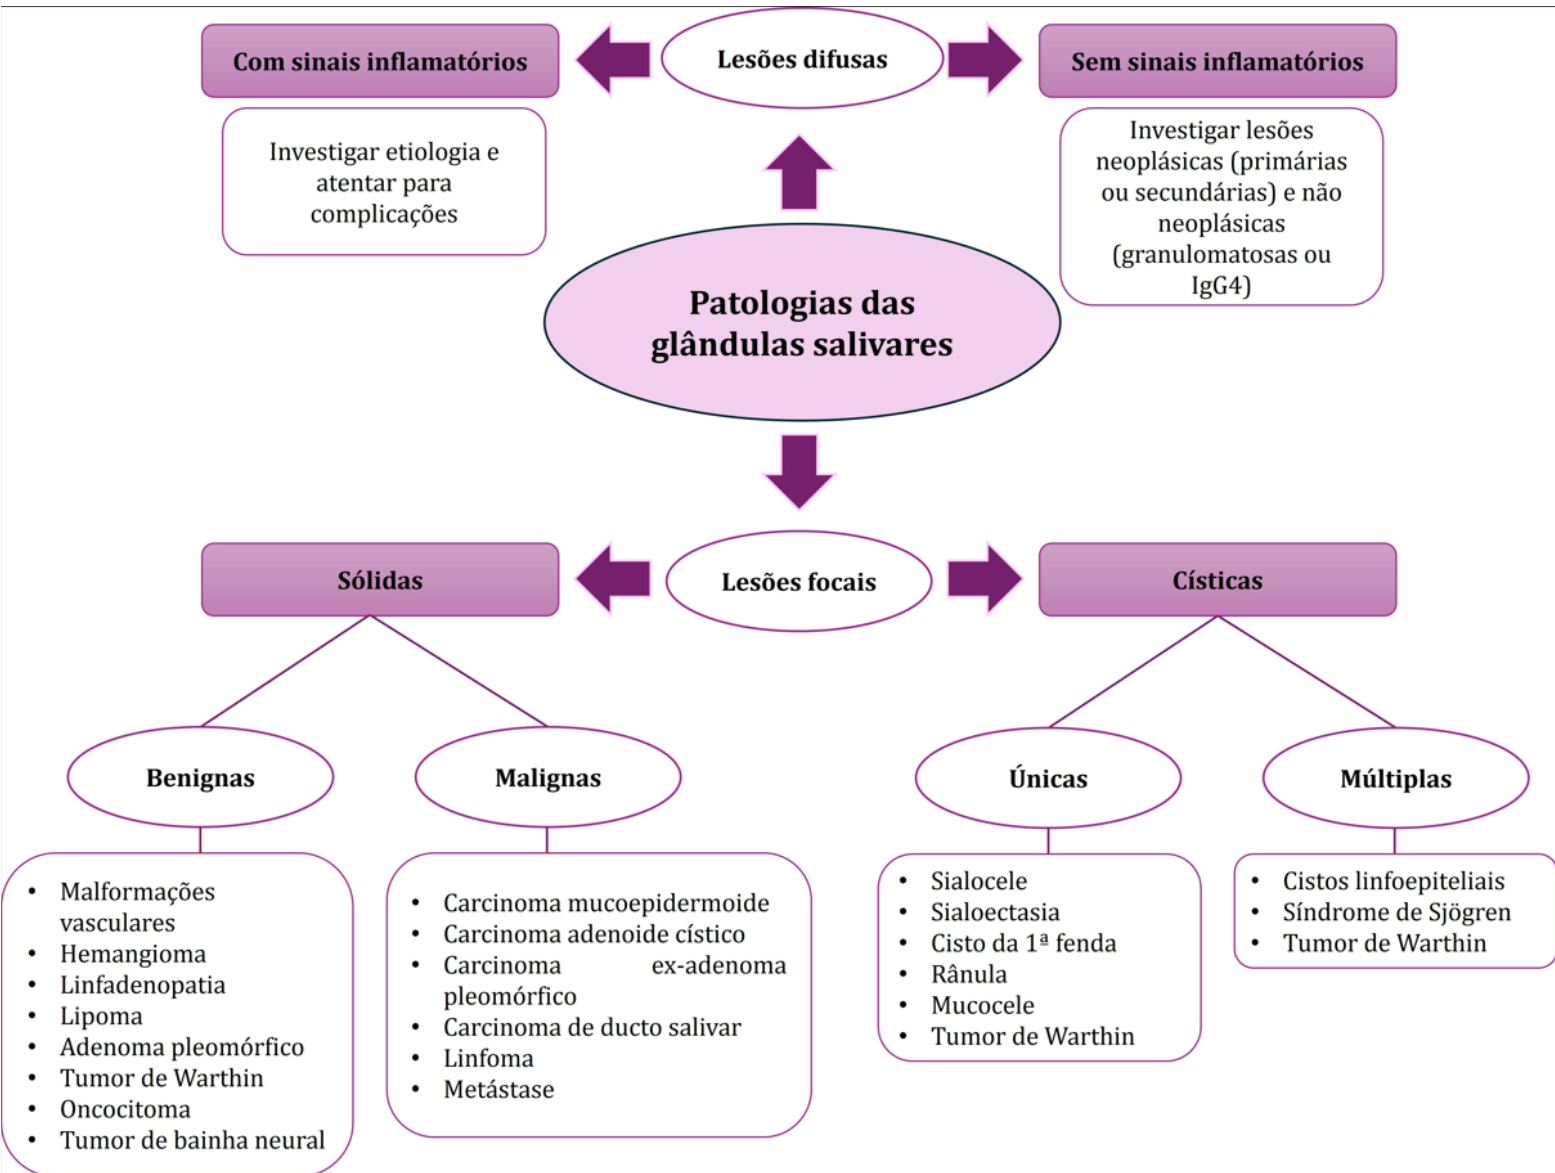 Com sinais inflamatórios
Lesões difusas
Sem sinais inflamatórios
Investigar etiologia e
atentar para
complicações
Investigar lesões
neoplásicas (primárias
ou secundárias) e não
neoplásicas
(granulomatosas ou
IgG4)
Patologias das
glândulas salivares
Sólidas
Lesões focais
Císticas
Benignas
Malignas
Únicas
Múltiplas
• Malformações
vasculares
• Hemangioma
• Linfadenopatia
• Lipoma
• Adenoma pleomórfico
• Tumor de Warthin
• Oncocitoma
• Tumor de bainha neural
• Carcinoma mucoepidermoide
• Carcinoma adenoide cístico
• Carcinoma ex-adenoma
pleomórfico
• Carcinoma de ducto salivar
• Linfoma
• Metástase
• Sialocele
• Sialoectasia
• Cisto da 1ª fenda
• Rânula
• Mucocele
• Tumor de Warthin
• Cistos linfoepiteliais
• Síndrome de Sjögren
• Tumor de Warthin